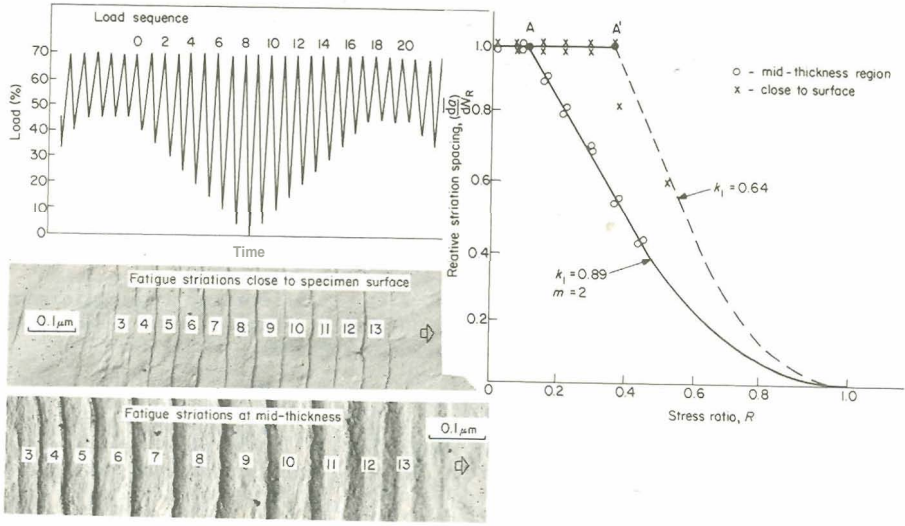 Load sequence
0 2 4 6 8 10 12 14 16 18 20
Load (%)
70
60
50
40
30
20
10
0
Time
Fatigue striations close to specimen surface
0.1μm
3 4 5 6 7 8 9 10 11 12 13
Fatigue striations at mid-thickness
0.1μm
3 4 5 6 7 8 9 10 11 12 13
Reative striation spacing, (da/dN)R
1.0
0.8
0.6
0.4
0.2
0
A A'
o - mid-thickness region
x - close to surface
k1 = 0.64
k1 = 0.89
m = 2
0 0.2 0.4 0.6 0.8 1.0
Stress ratio, R